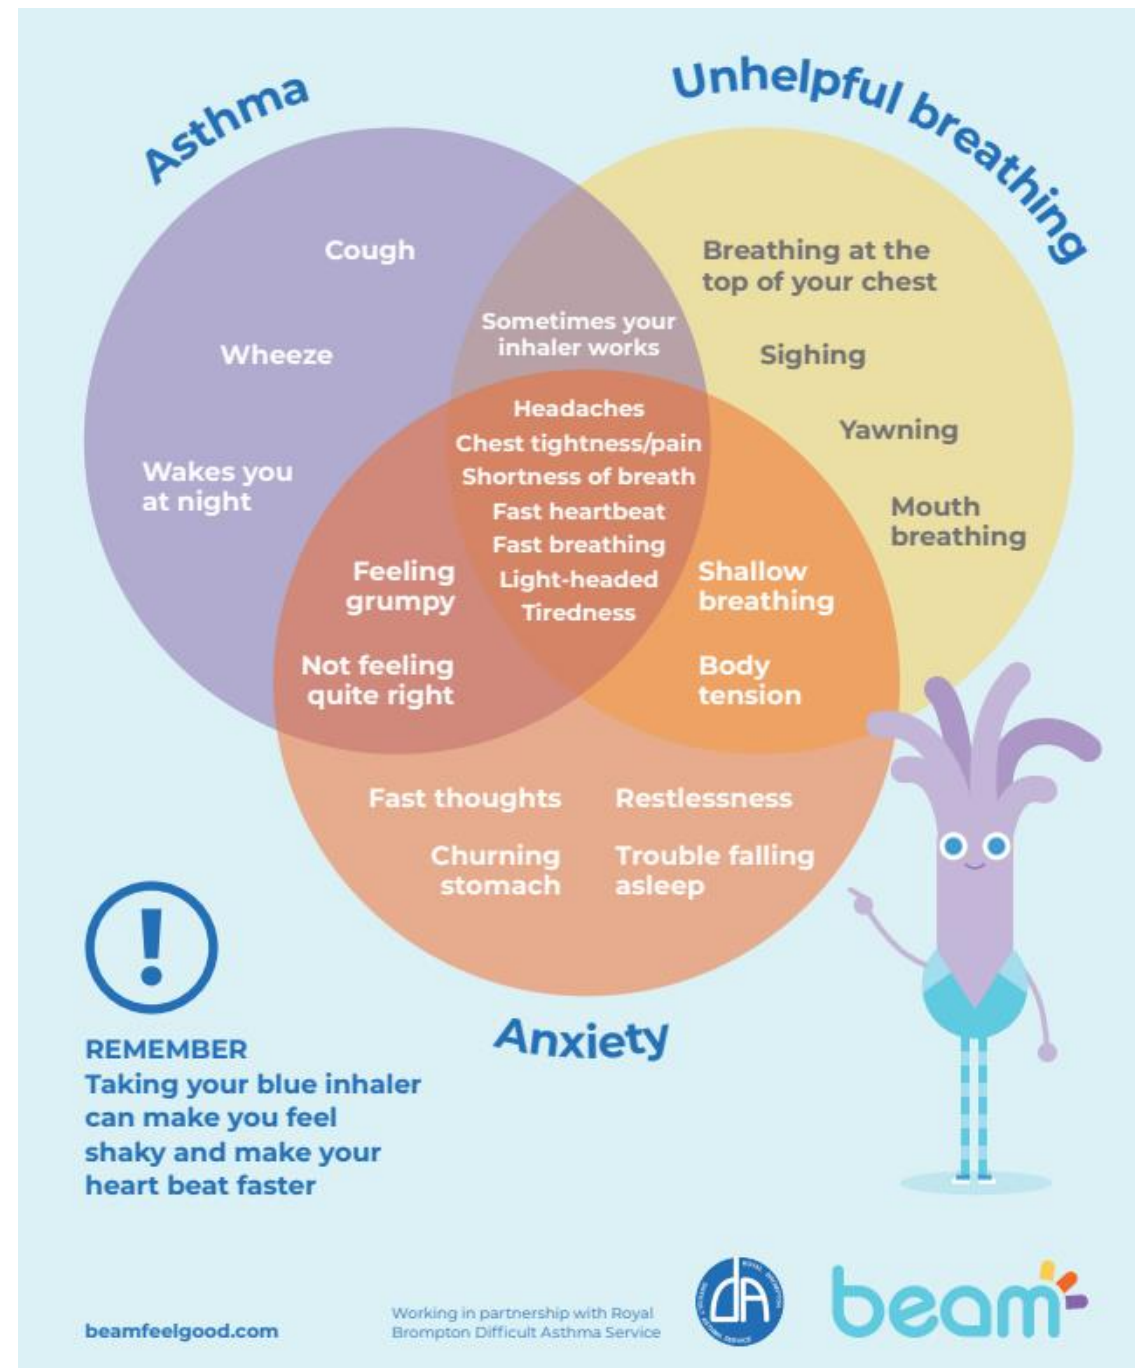 Asthma
Unhelpful breathing
Cough
Wheeze
Wakes you
at night
Sometimes your
inhaler works
Breathing at the
top of your chest
Sighing
Yawning
Mouth
breathing
Headaches
Chest tightness/pain
Shortness of breath
Fast heartbeat
Fast breathing
Light-headed
Tiredness
Feeling
grumpy
Not feeling
quite right
Shallow
breathing
Body
tension
Fast thoughts
Restlessness
Churning
stomach
Trouble falling
asleep
Anxiety
!
REMEMBER
Taking your blue inhaler
can make you feel
shaky and make your
heart beat faster
beamfeelgood.com
Working in partnership with Royal
Brompton Difficult Asthma Service
dA
beam